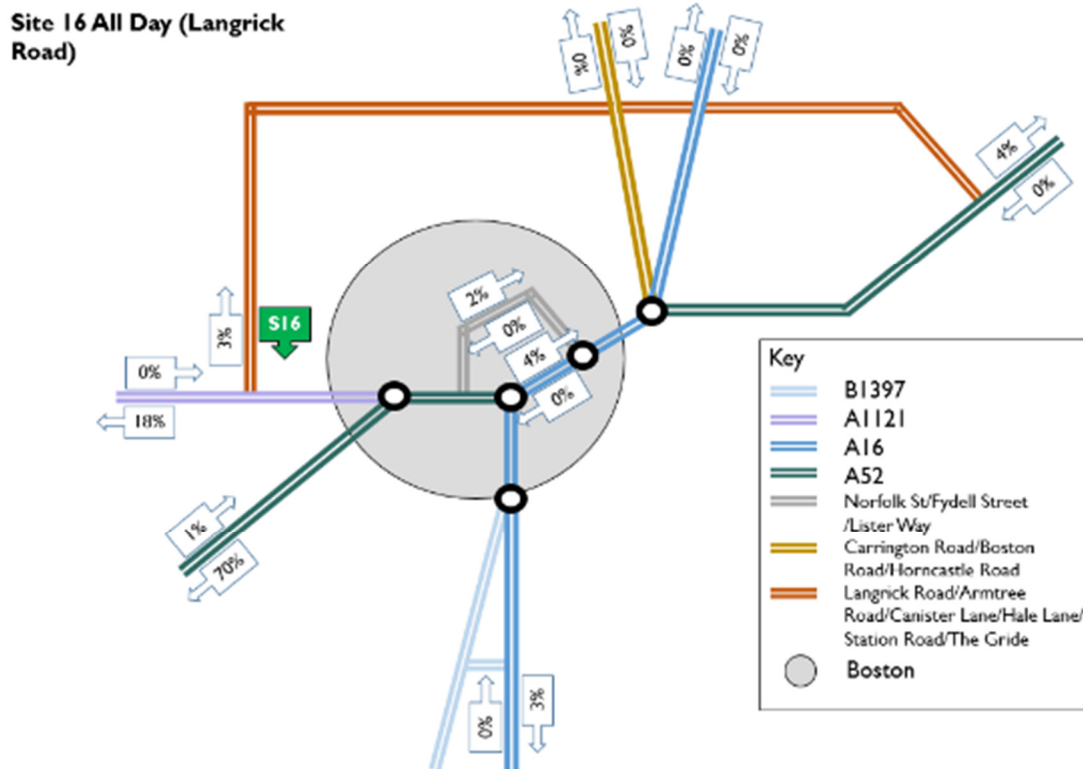 Site 16 All Day (Langrick
Road)
0%
0%
0%
0%
4%
0%
2%
0%
4%
0%
3%
S16
0%
18%
1%
70%
0%
3%
Key
B1397
A1121
A16
A52
Norfolk St/Fydell Street
/Lister Way
Carrington Road/Boston
Road/Horncastle Road
Langrick Road/Armtree
Road/Canister Lane/Hale Lane/
Station Road/The Gride
Boston